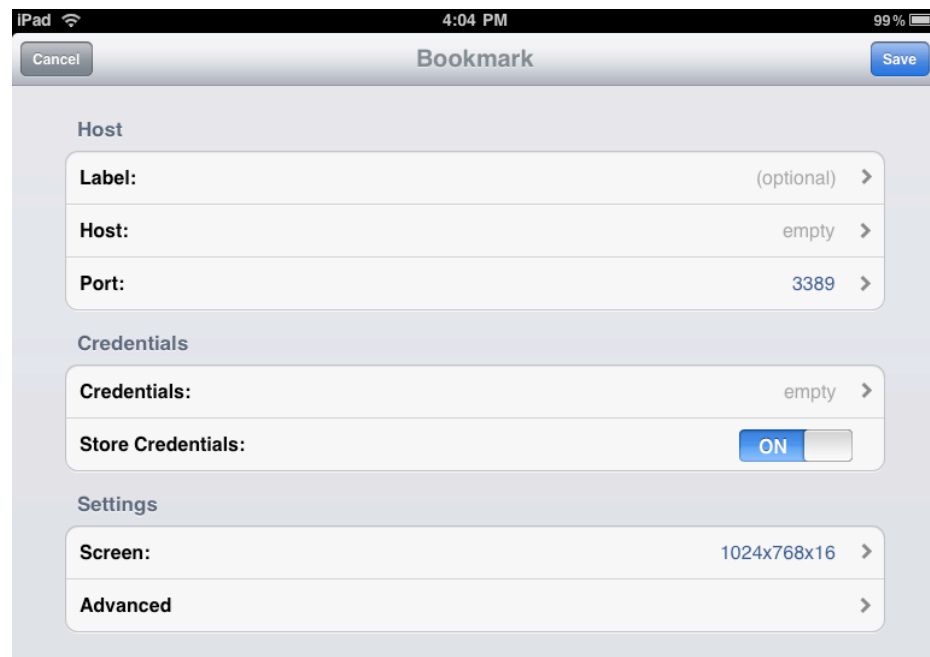 iPad 4:04 PM 99%
Cancel Bookmark Save
Host
Label: (optional)
Host: empty
Port: 3389
Credentials
Credentials: empty
Store Credentials: ON
Settings
Screen: 1024x768x16
Advanced